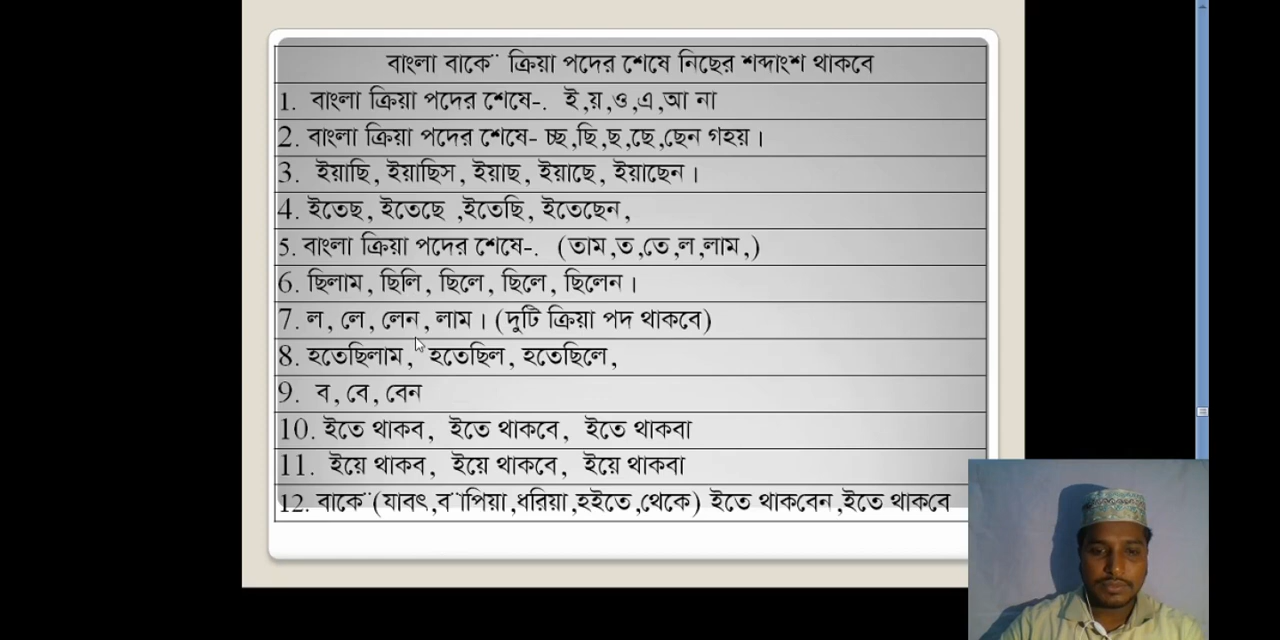 বাংলা বাকে¨ ক্রিয়া পদের শেষে নিছের শব্দাংশ থাকবে
1. বাংলা ক্রিয়া পদের শেষে-. ই,য়,ও,এ,আ না
2. বাংলা ক্রিয়া পদের শেষে- চ্ছ,ছি,ছ,ছে,ছেন গহয়।
3. ইয়াছি, ইয়াছিস, ইয়াছ, ইয়াছে, ইয়াছেন।
4. ইতেছ, ইতেছে ,ইতেছি, ইতেছেন,
5. বাংলা ক্রিয়া পদের শেষে-. (তাম,ত,তে,ল,লাম,)
6. ছিলাম, ছিলি, ছিলে, ছিলে, ছিলেন।
7. ল, লে, লেন, লাম। (দুটি ক্রিয়া পদ থাকবে)
8. হতেছিলাম, হতেছিল, হতেছিলে,
9. ব, বে, বেন
10. ইতে থাকব, ইতে থাকবে, ইতে থাকবা
11. ইয়ে থাকব, ইয়ে থাকবে, ইয়ে থাকবা
12. বাকে¨(যাবৎ,ব¨াপিয়া,ধরিয়া,হইতে,থেকে) ইতে থাকবেন,ইতে থাকবে